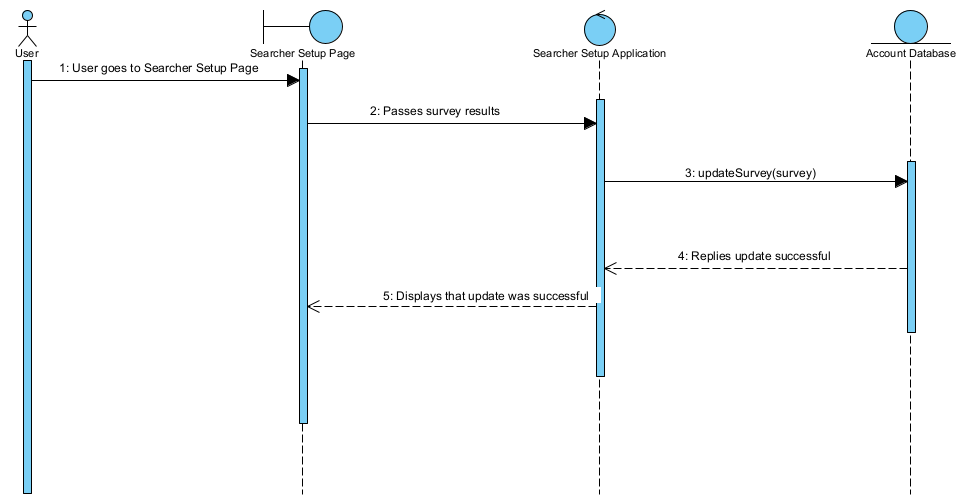 User
Searcher Setup Page
Searcher Setup Application
Account Database
1: User goes to Searcher Setup Page
2: Passes survey results
3: updateSurvey(survey)
4: Replies update successful
5: Displays that update was successful